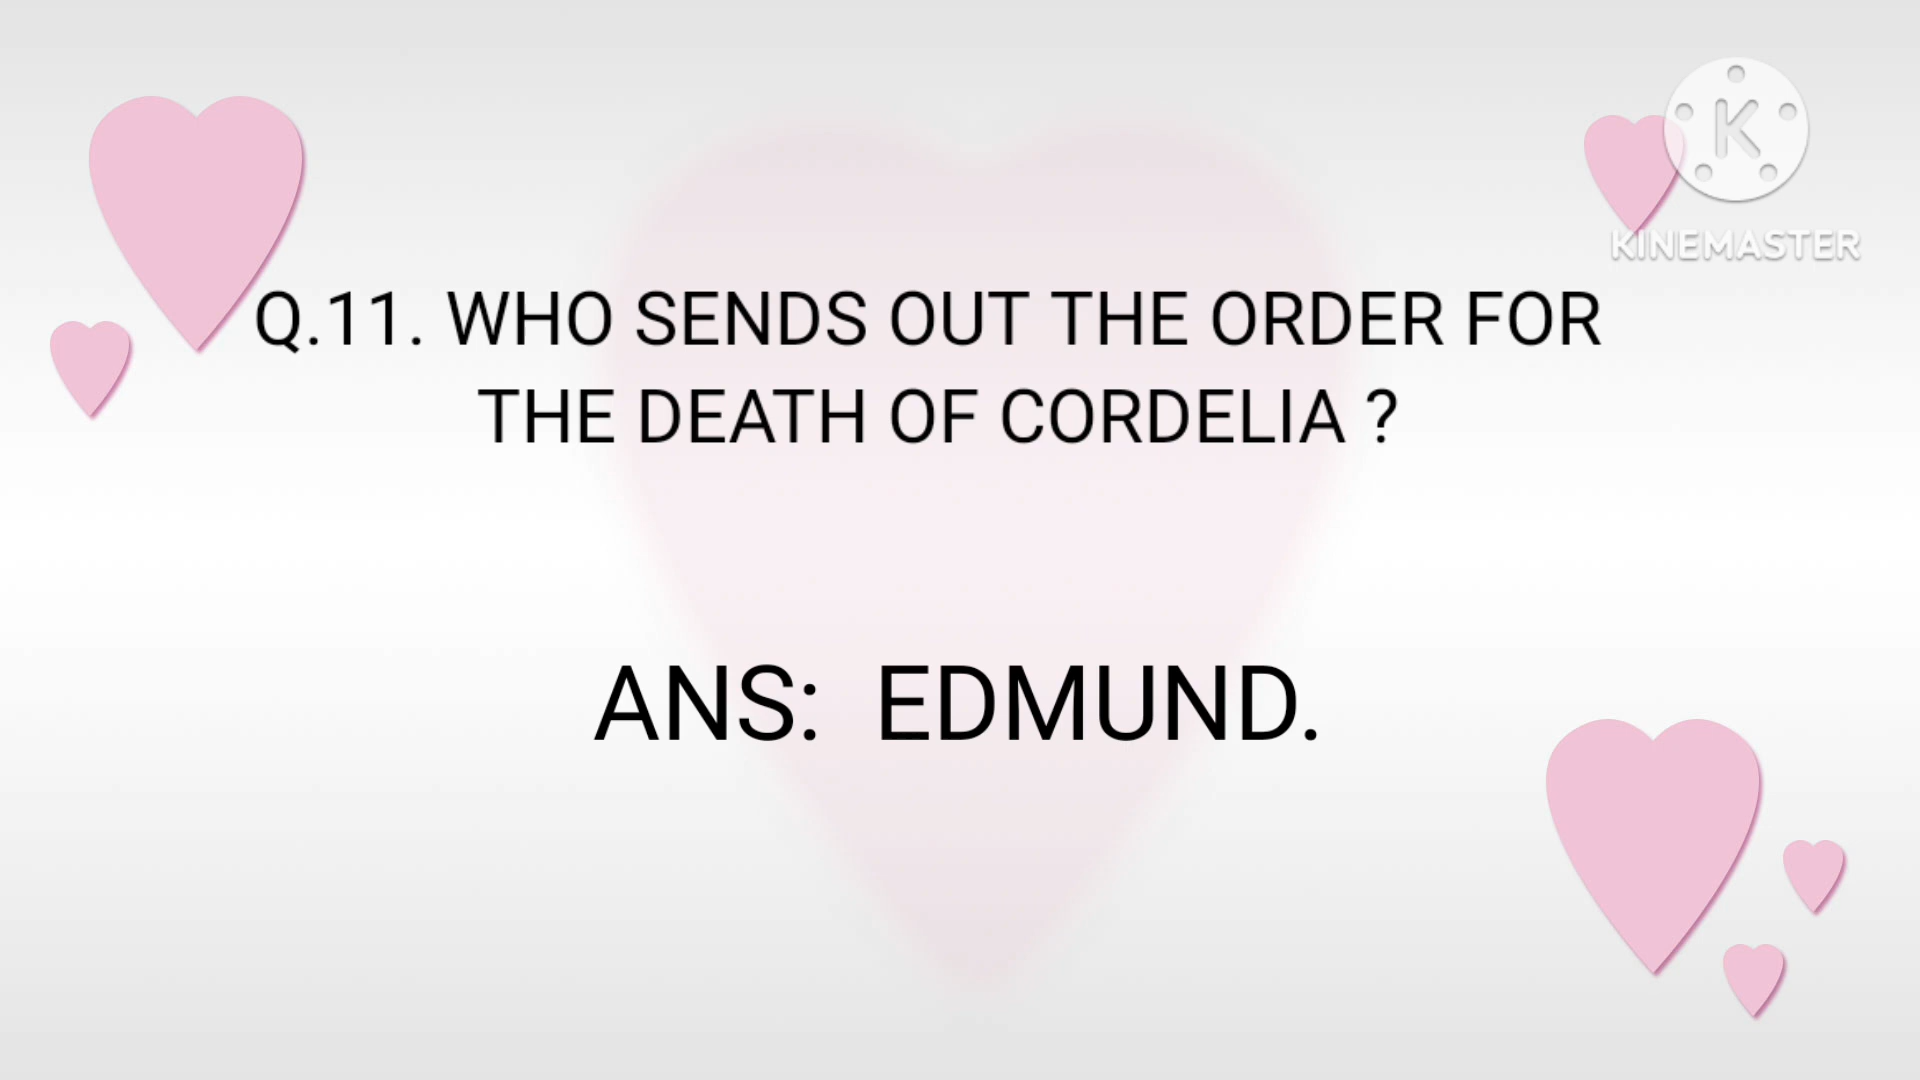 K
KINEMASTER
Q.11. WHO SENDS OUT THE ORDER FOR
THE DEATH OF CORDELIA ?
ANS: EDMUND.